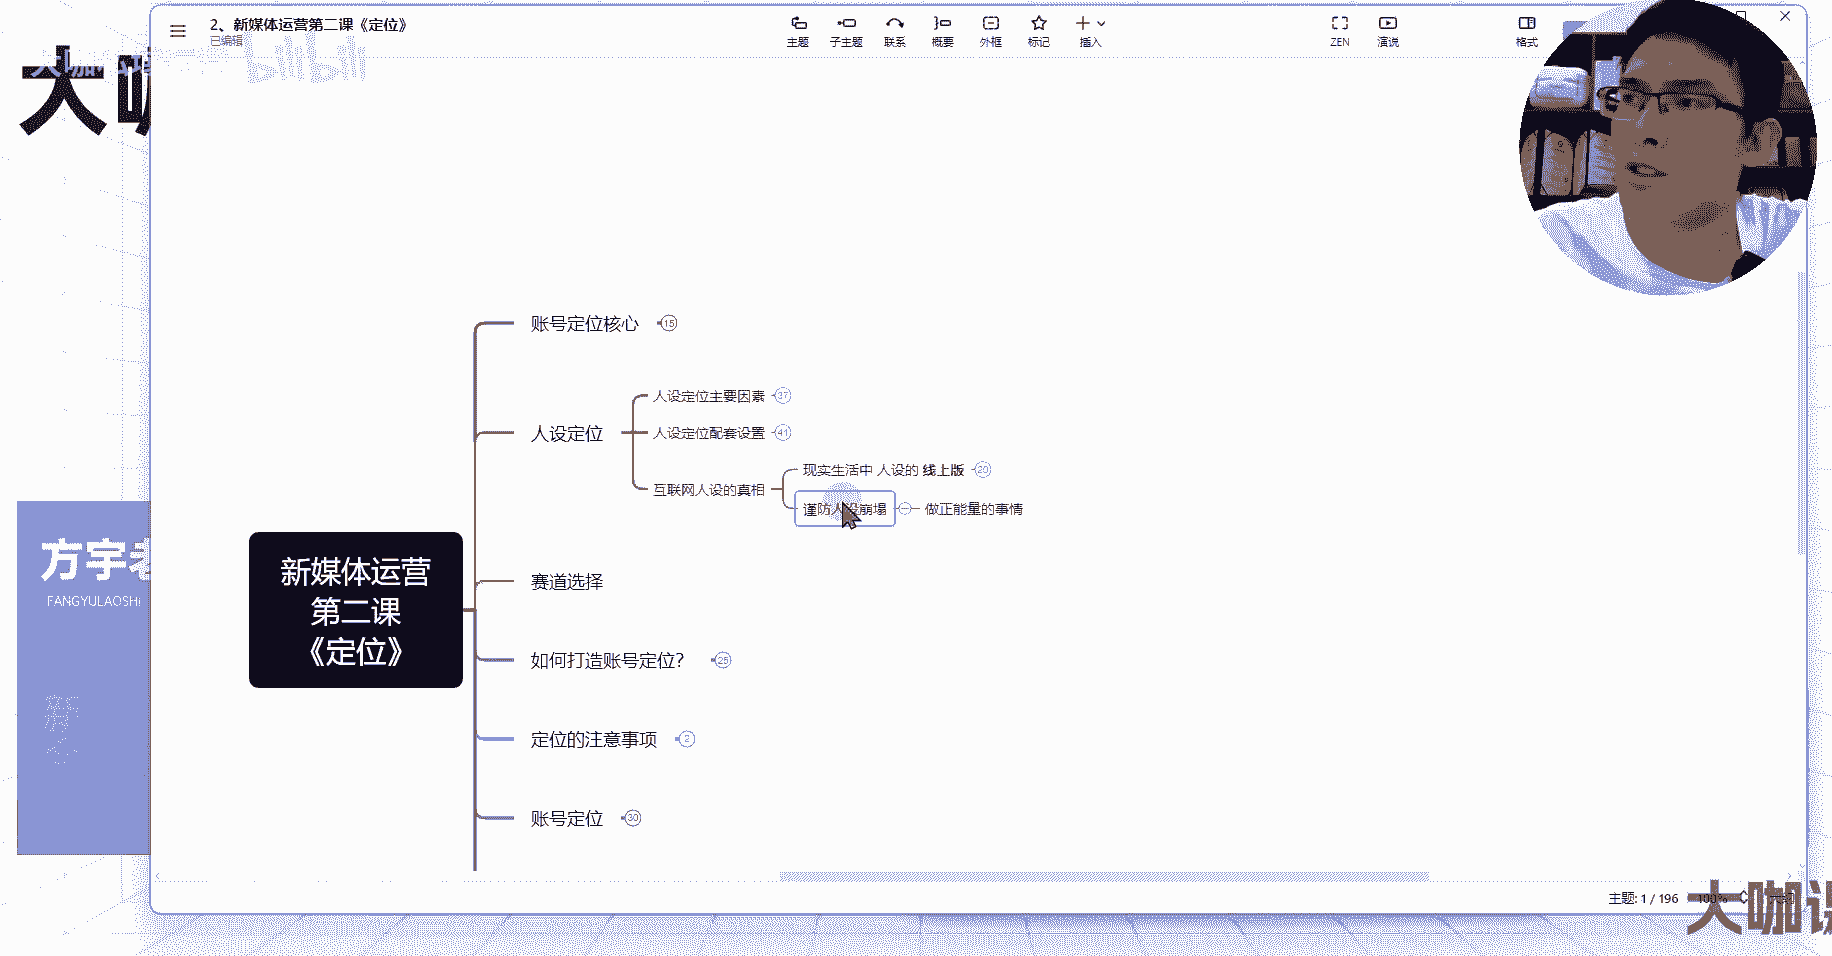 2、新媒体运营第二课《定位》
已编辑
主题
子主题
联系
概要
外框
标记
插入
ZEN
演说
格式
bilibili
方宇
FANGYULAOSHI
账号定位核心 15
人设定位主要因素 37
人设定位
人设定位配套设置 41
现实生活中 人设的 线上版 20
互联网人设的真相
谨防人设崩塌
做正能量的事情
新媒体运营
第二课
《定位》
赛道选择
如何打造账号定位? 25
定位的注意事项 2
账号定位 30
主题: 1 / 196
100%
大咖